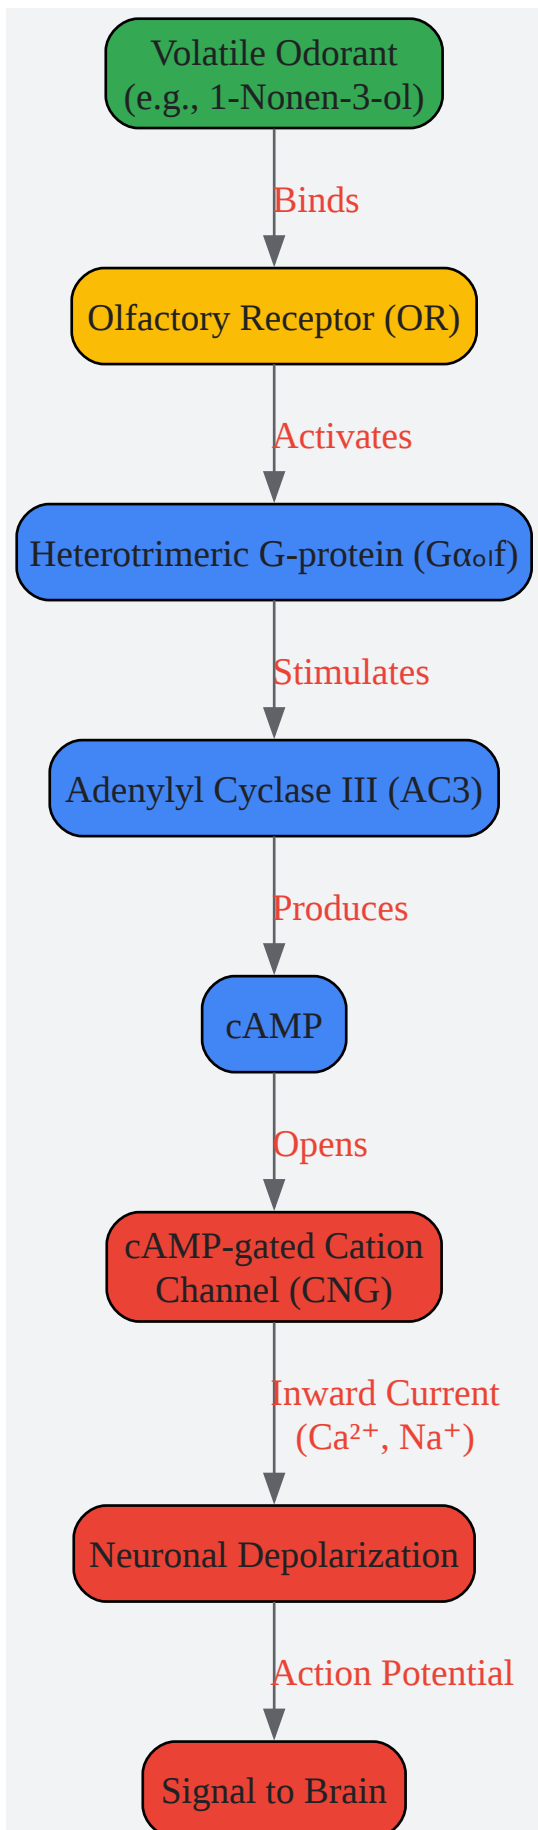 Volatile Odorant
(e.g., 1-Nonen-3-ol)
Binds
Olfactory Receptor (OR)
Activates
Heterotrimeric G-protein (Gαₒₗf)
Stimulates
Adenylyl Cyclase III (AC3)
Produces
cAMP
Opens
cAMP-gated Cation
Channel (CNG)
Inward Current
(Ca²⁺, Na⁺)
Neuronal Depolarization
Action Potential
Signal to Brain